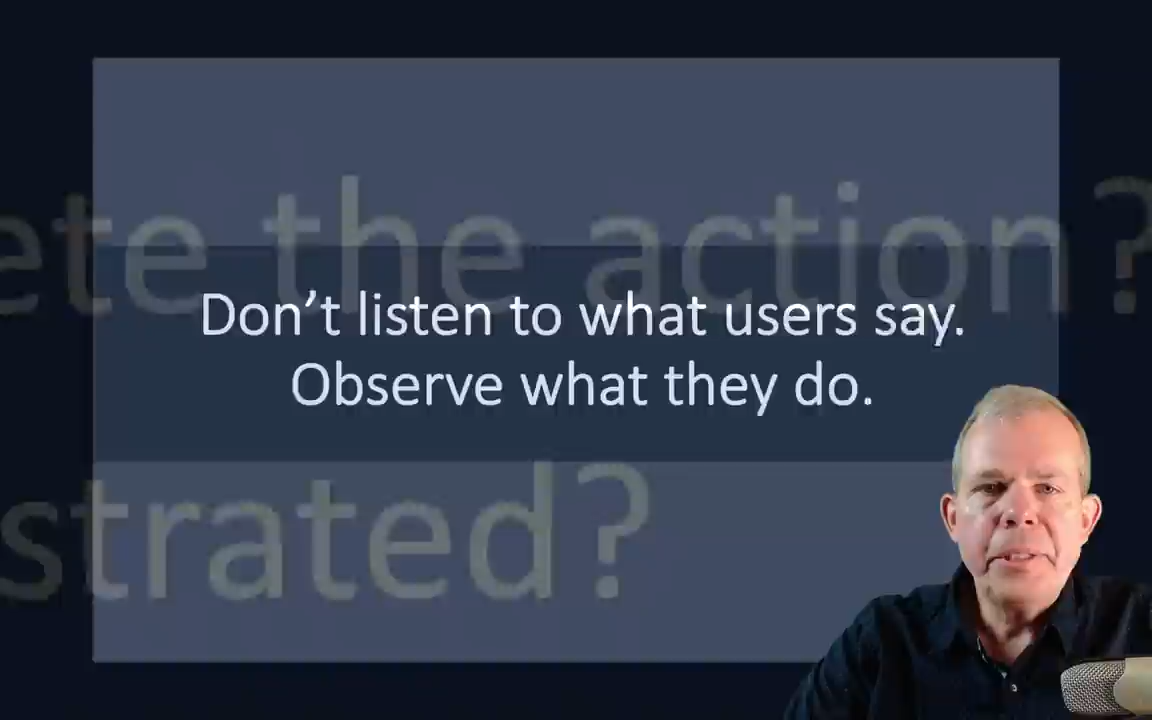 ete the action?
Don’t listen to what users say.
Observe what they do.
strated?